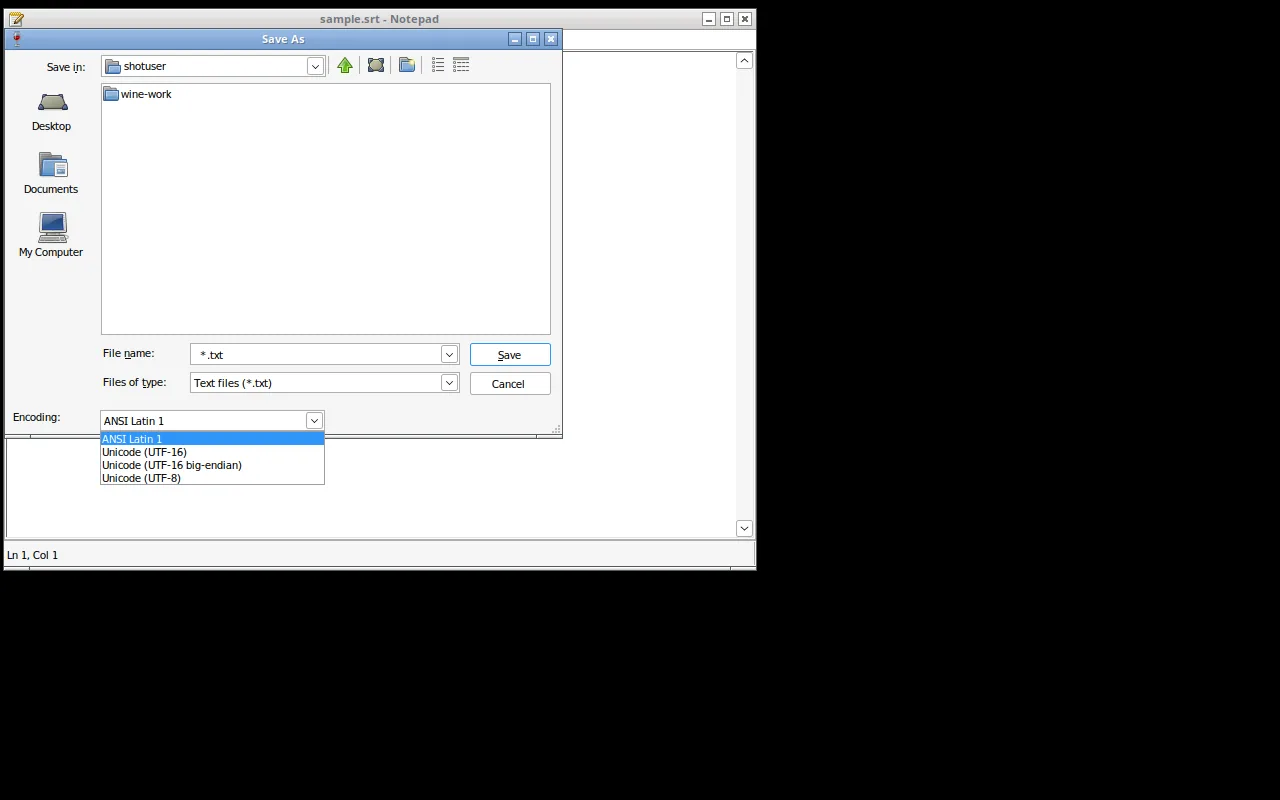 sample.srt - Notepad
Save As
Save in:
shotuser
wine-work
Desktop
Documents
My Computer
File name:
*.txt
Save
Files of type:
Text files (*.txt)
Cancel
Encoding:
ANSI Latin 1
ANSI Latin 1
Unicode (UTF-16)
Unicode (UTF-16 big-endian)
Unicode (UTF-8)
Ln 1, Col 1